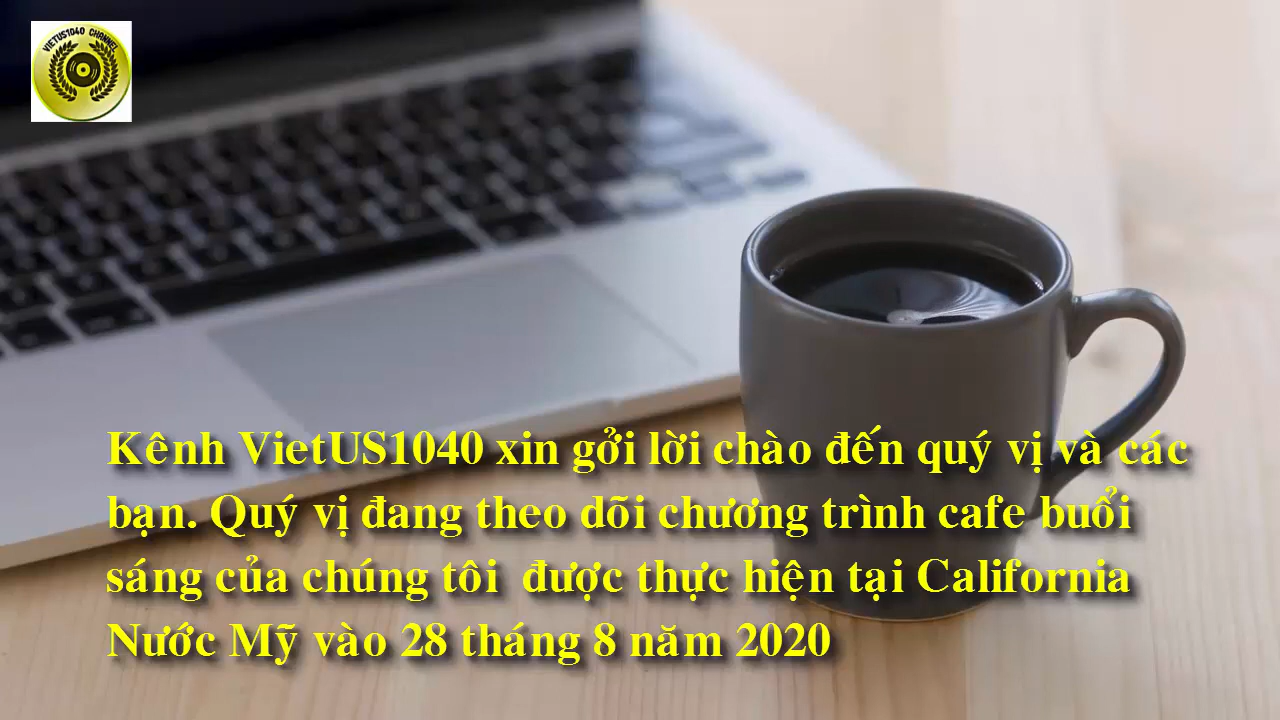 VIETUS1040 CHANNEL
Kênh VietUS1040 xin gởi lời chào đến quý vị và các
bạn. Quý vị đang theo dõi chương trình cafe buổi
sáng của chúng tôi  được thực hiện tại California
Nước Mỹ vào 28 tháng 8 năm 2020